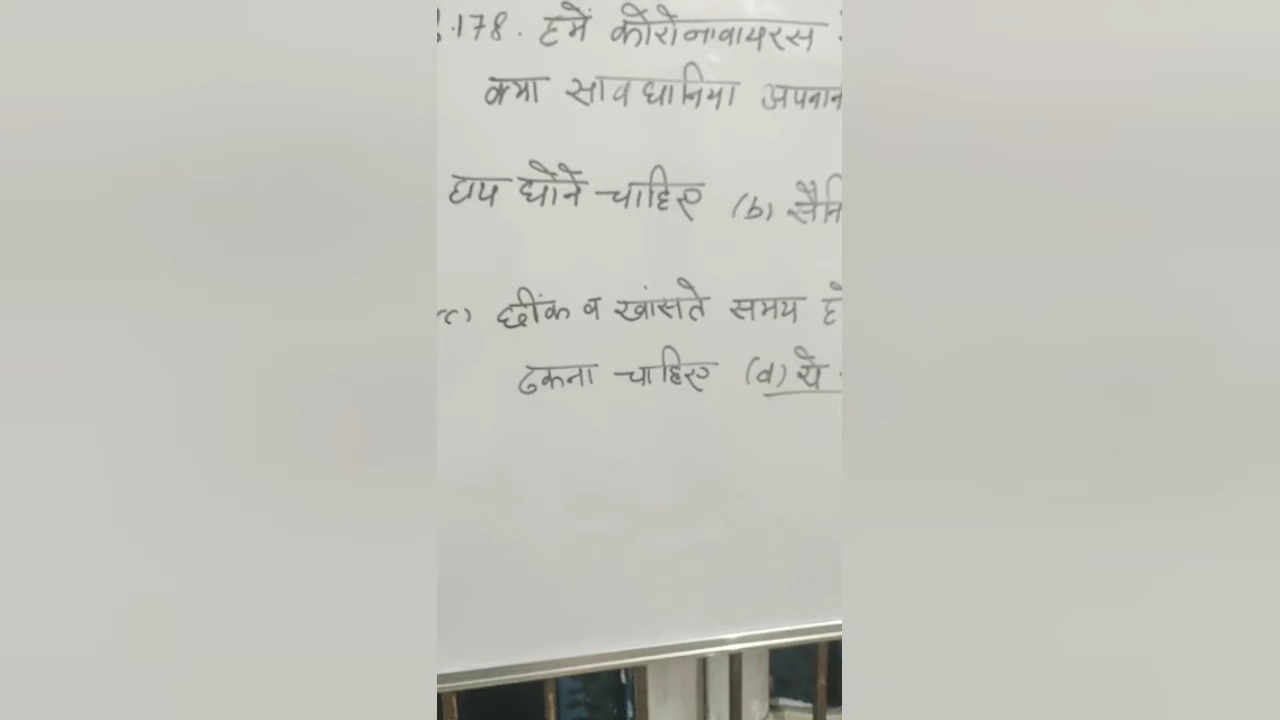 .178. हमें कोरोनावायरस
क्या सावधानिया अपनान
हाथ धोने चाहिए (b) सैनि
(c) छींक व खांसते समय
ढकना चाहिए (d) ये